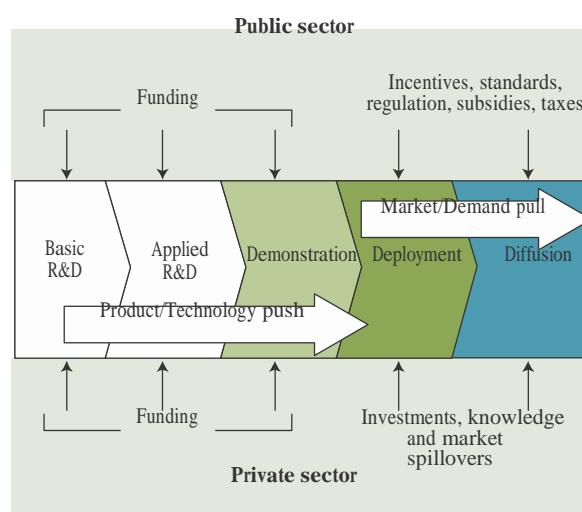 Public sector
Funding
Incentives, standards,
regulation, subsidies, taxes
Market/Demand pull
Basic
R&D
Applied
R&D
Demonstration
Deployment
Diffusion
Product/Technology push
Funding
Investments, knowledge
and market
spillovers
Private sector